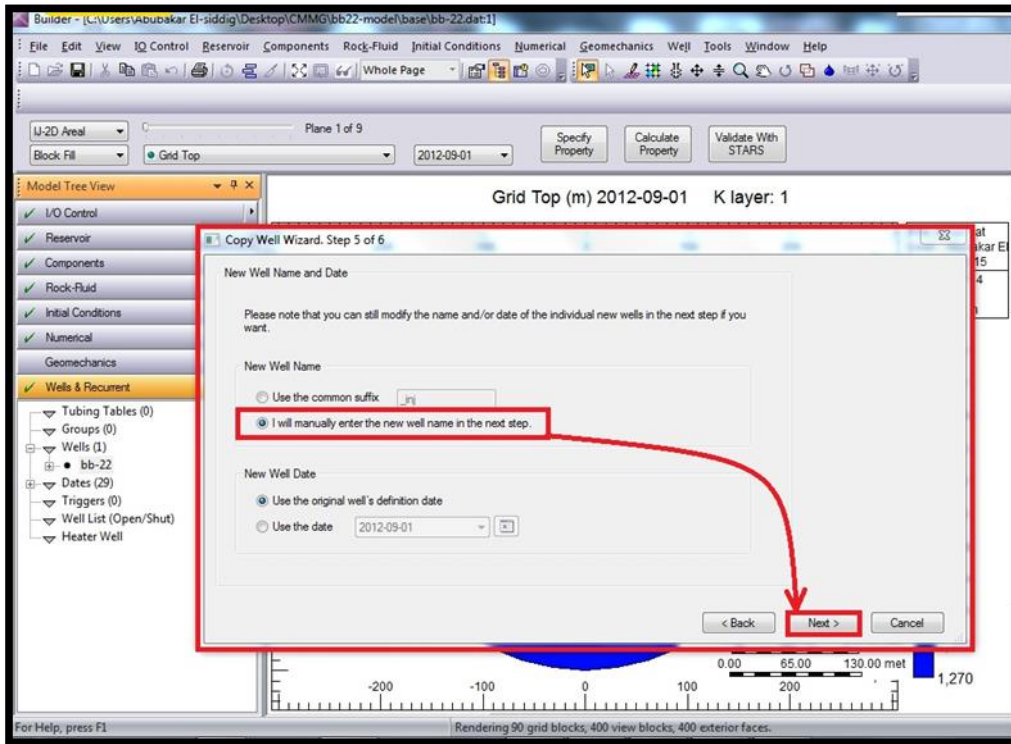 Builder - [C:\Users\Abubakar El-siddig\Desktop\CMMG\bb22-model\base\bb-22.dat:1]
File Edit View IO Control Reservoir Components Rock-Fluid Initial Conditions Numerical Geomechanics Well Tools Window Help
Whole Page
IJ-2D Areal
Plane 1 of 9
Block Fill
Grid Top
2012-09-01
Specify Property
Calculate Property
Validate With STARS
Model Tree View
I/O Control
Reservoir
Components
Rock-Fluid
Initial Conditions
Numerical
Geomechanics
Wells & Recurrent
Tubing Tables (0)
Groups (0)
Wells (1)
bb-22
Dates (29)
Triggers (0)
Well List (Open/Shut)
Heater Well
Grid Top (m) 2012-09-01 K layer: 1
at
akar El
15
4
Copy Well Wizard. Step 5 of 6
New Well Name and Date
Please note that you can still modify the name and/or date of the individual new wells in the next step if you
want.
New Well Name
Use the common suffix _inj
I will manually enter the new well name in the next step.
New Well Date
Use the original well's definition date
Use the date 2012-09-01
< Back Next > Cancel
0.00 65.00 130.00 met
1,270
-200 -100 0 100 200
For Help, press F1
Rendering 90 grid blocks, 400 view blocks, 400 exterior faces.